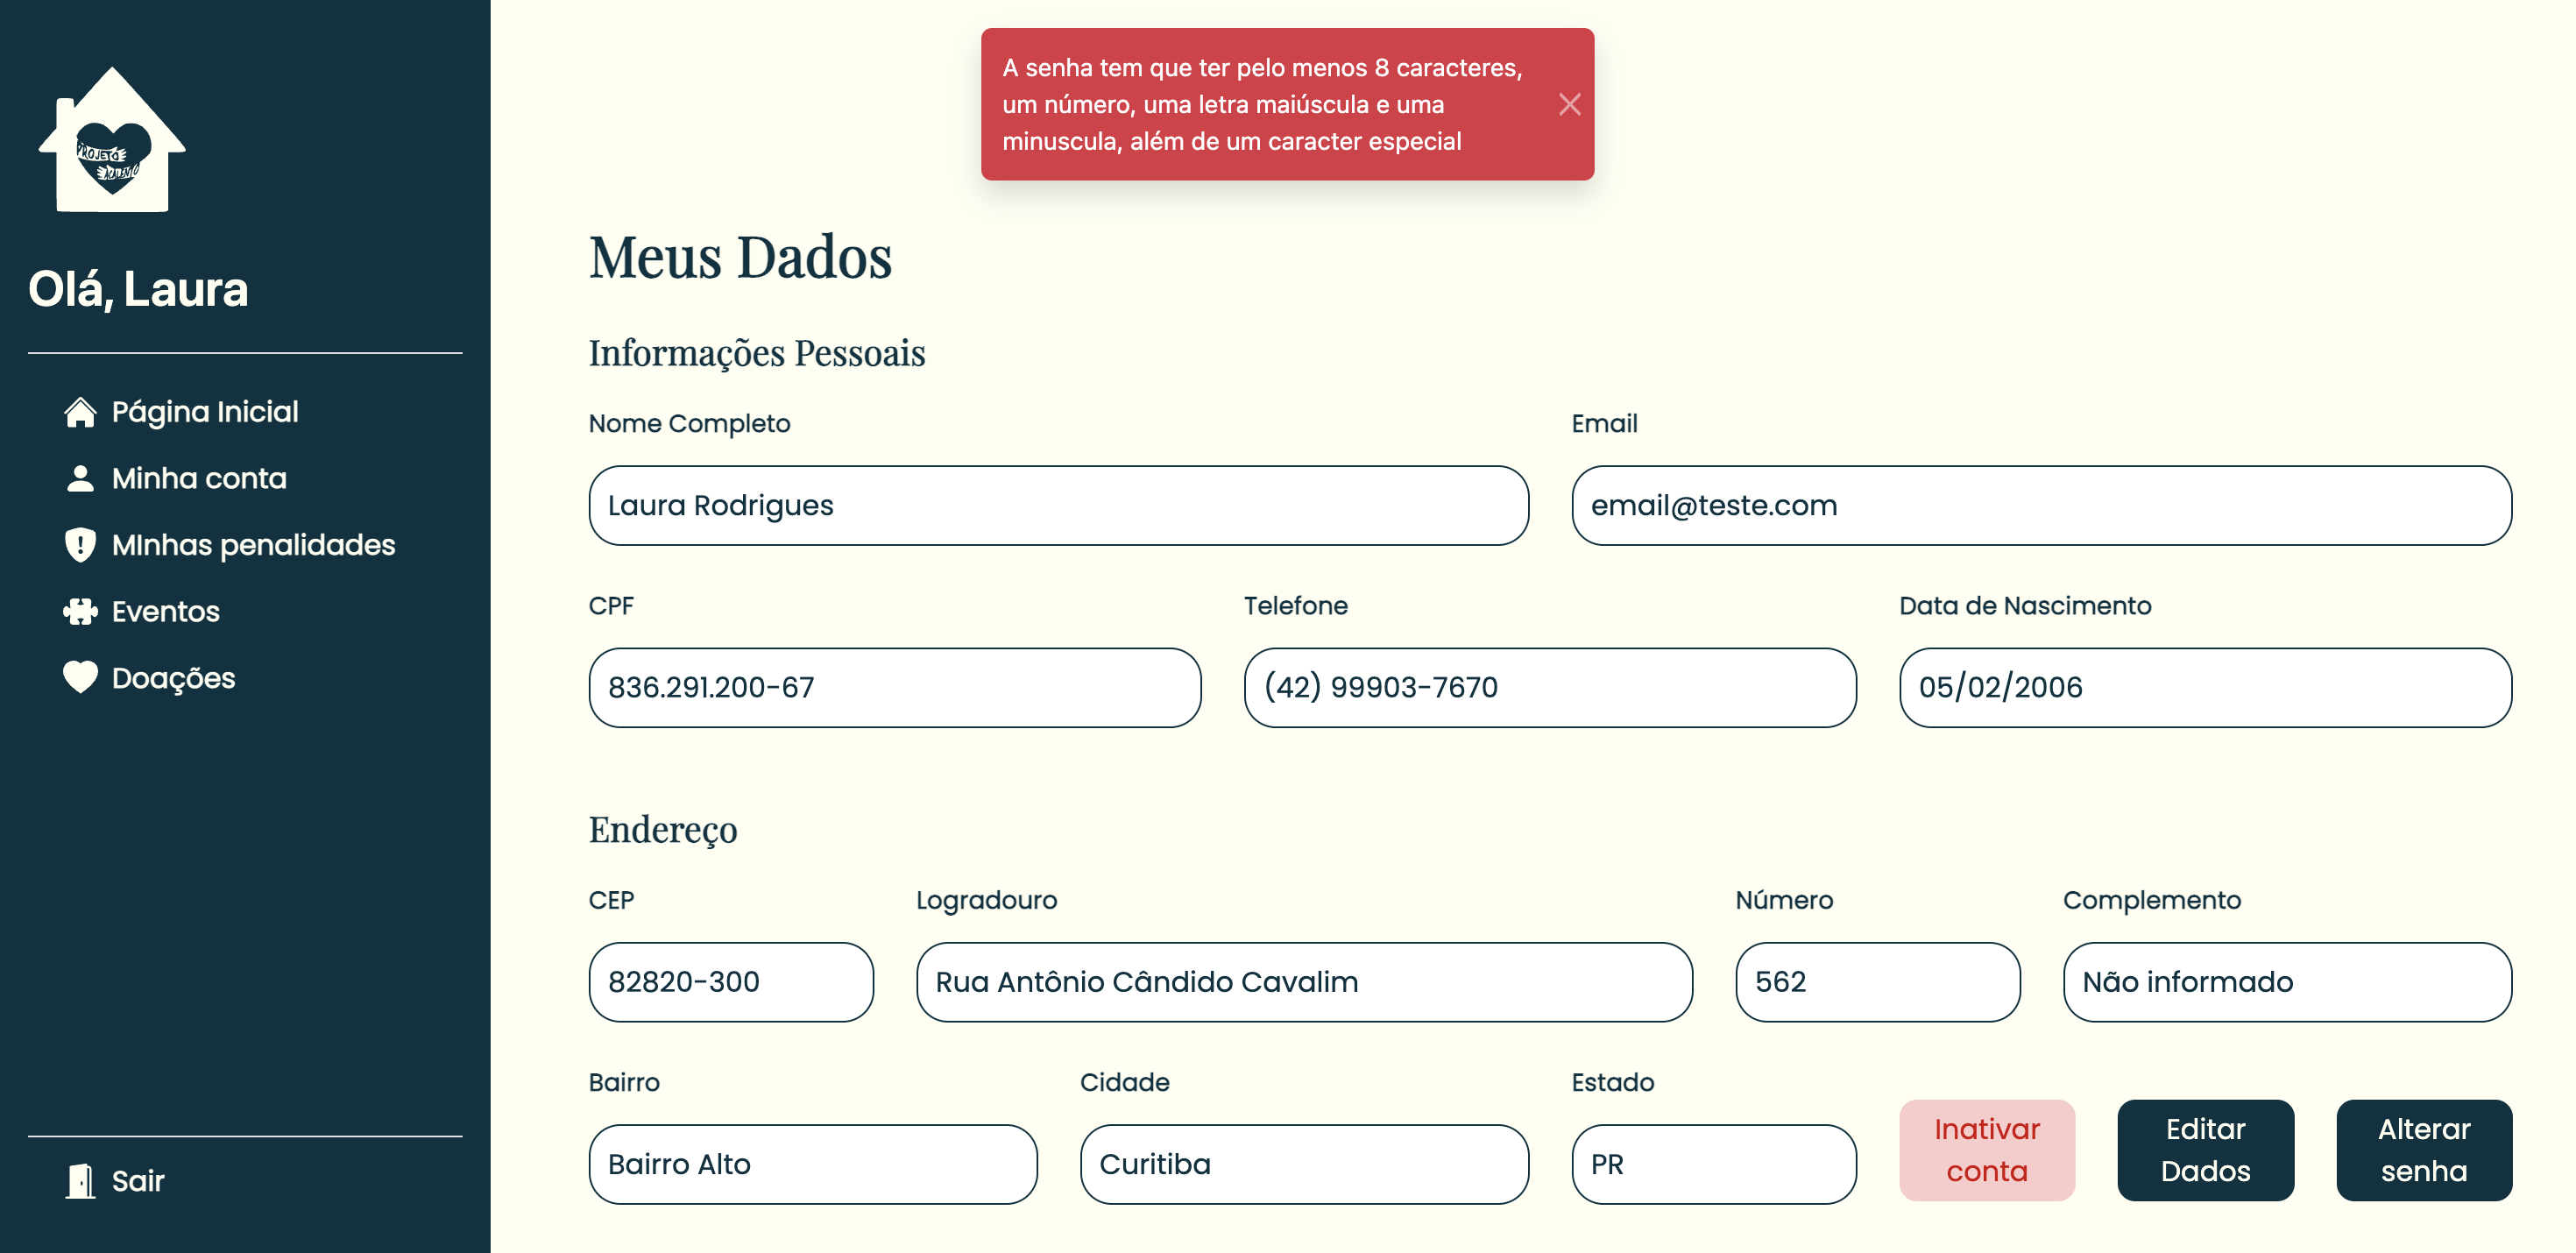 PROJETO
ACALENTO
Olá, Laura
Página Inicial
Minha conta
MInhas penalidades
Eventos
Doações
Sair
A senha tem que ter pelo menos 8 caracteres,
um número, uma letra maiúscula e uma
minuscula, além de um caracter especial
Meus Dados
Informações Pessoais
Nome Completo
Email
Laura Rodrigues
email@teste.com
CPF
Telefone
Data de Nascimento
836.291.200-67
(42) 99903-7670
05/02/2006
Endereço
CEP
Logradouro
Número
Complemento
82820-300
Rua Antônio Cândido Cavalim
562
Não informado
Bairro
Cidade
Estado
Bairro Alto
Curitiba
PR
Inativar
conta
Editar
Dados
Alterar
senha